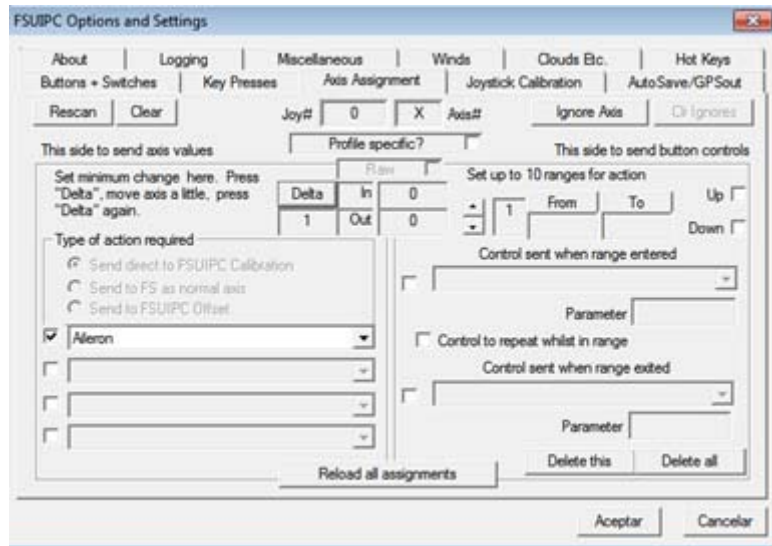 FSUIPC Options and Settings
About Logging Miscellaneous Winds Clouds Etc. Hot Keys
Buttons + Switches Key Presses Axis Assignment Joystick Calibration AutoSave/GPSout
Rescan Clear Joy# 0 X Axis# Ignore Axis Clr Ignores
This side to send axis values Profile specific? This side to send button controls
Set minimum change here. Press "Delta", move axis a little, press "Delta" again.
Raw
Delta In 0
1 Out 0
Set up to 10 ranges for action
1 From To Up
Down
Type of action required
Send direct to FSUIPC Calibration
Send to FS as normal axis
Send to FSUIPC Offset
Aileron
Control sent when range entered
Parameter
Control to repeat whilst in range
Control sent when range exited
Parameter
Delete this Delete all
Reload all assignments
Aceptar Cancelar